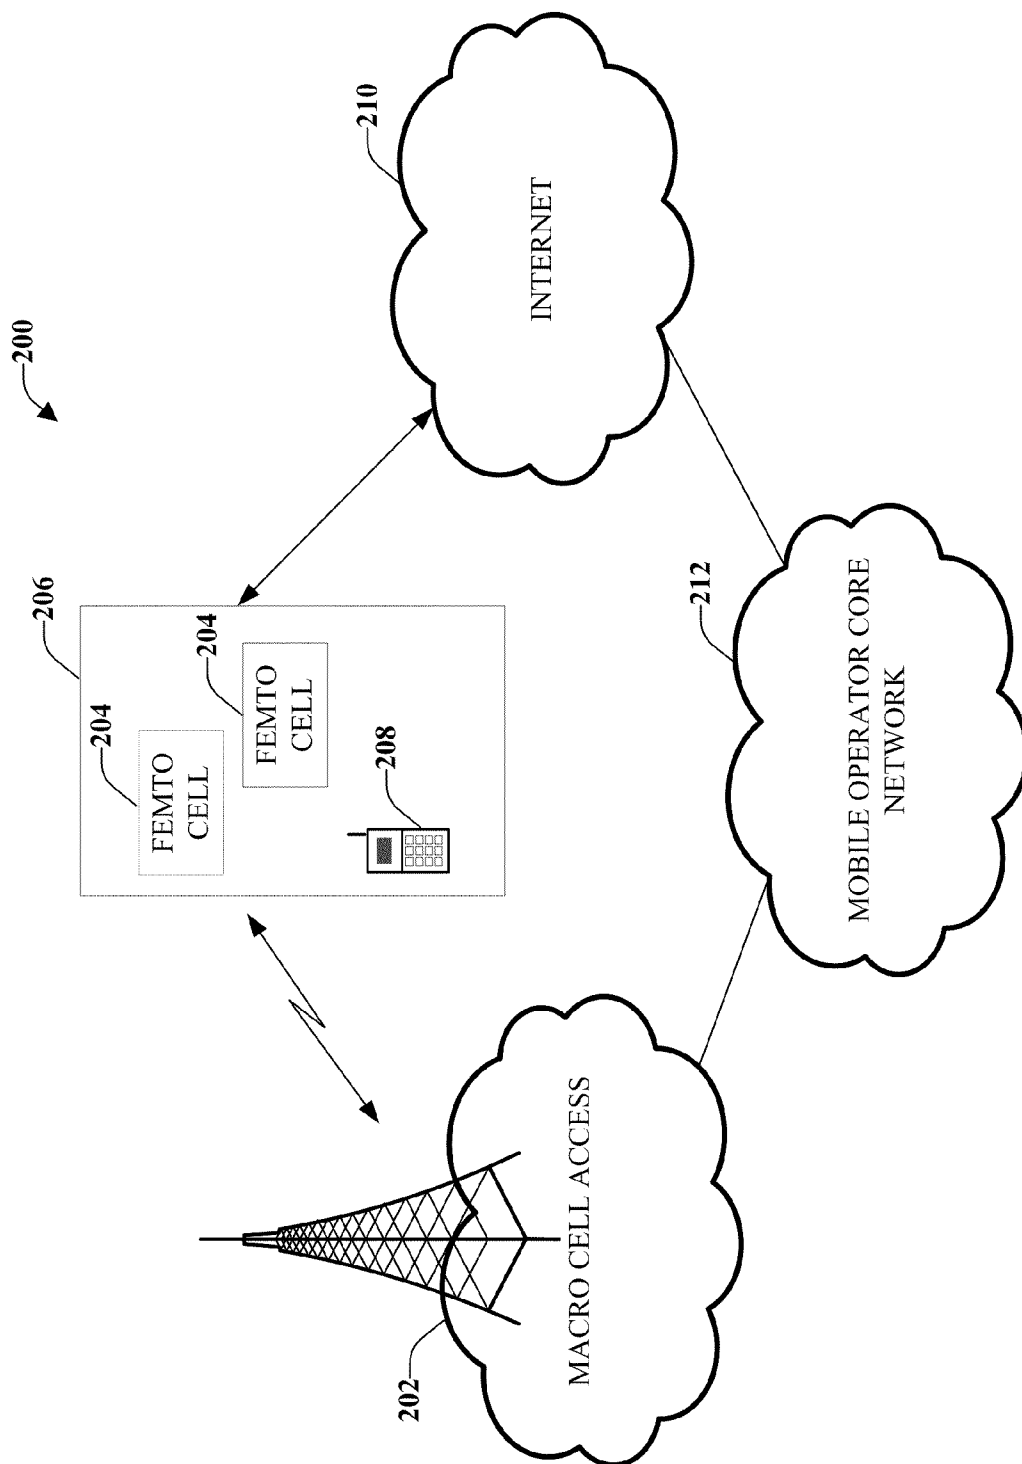 200
206
204
FEMTO
CELL
204
FEMTO
CELL
208
210
INTERNET
202
MACRO CELL ACCESS
212
MOBILE OPERATOR CORE
NETWORK